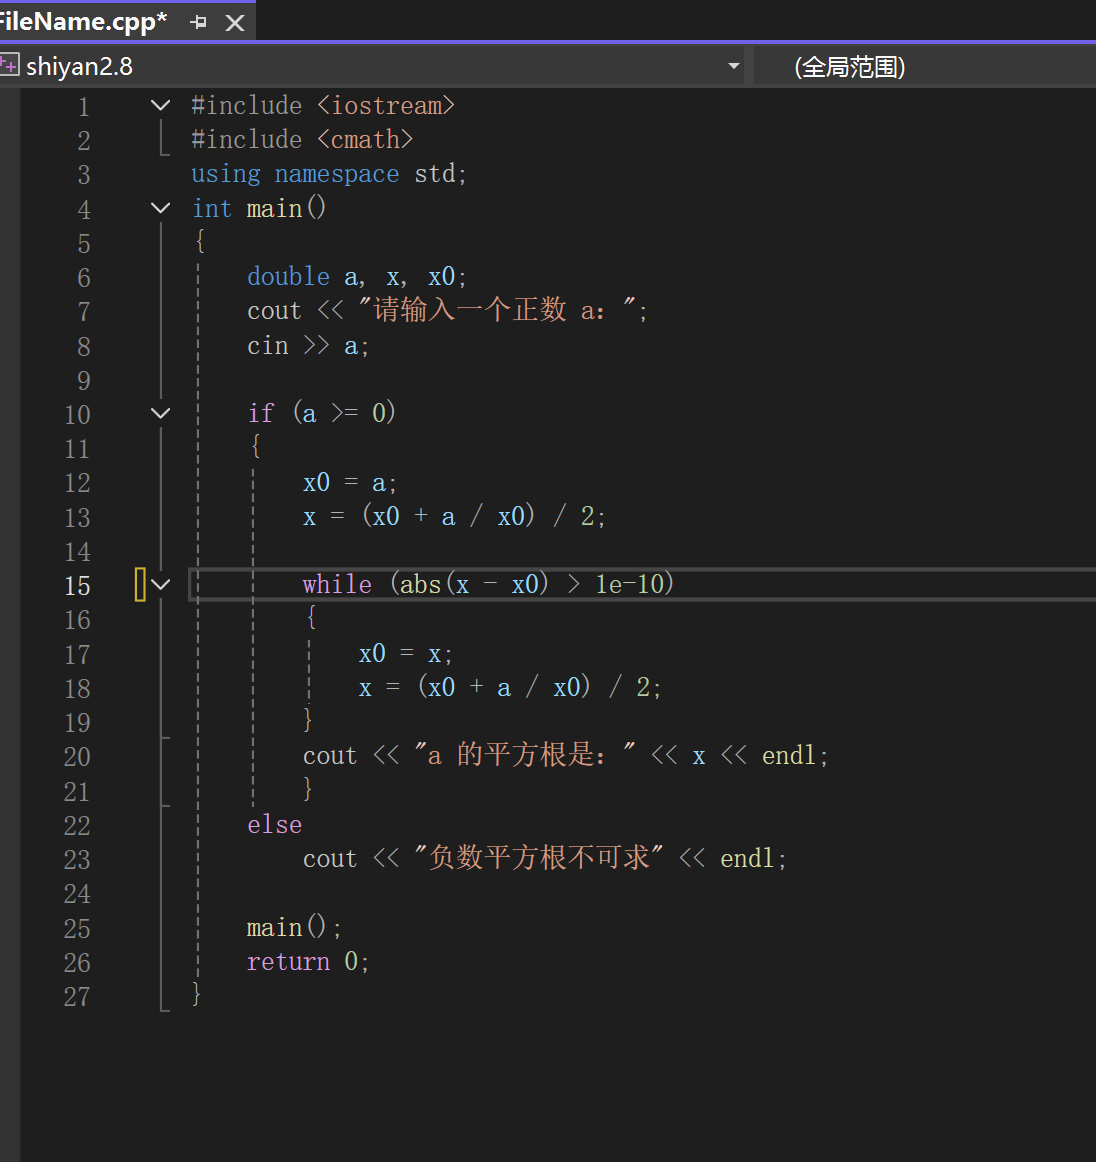 FileName.cpp*
shiyan2.8
(全局范围)
1 #include <iostream>
2 #include <cmath>
3 using namespace std;
4 int main()
5 {
6 double a, x, x0;
7 cout << "请输入一个正数 a: ";
8 cin >> a;
9
10 if (a >= 0)
11 {
12 x0 = a;
13 x = (x0 + a / x0) / 2;
14
15 while (abs(x - x0) > 1e-10)
16 {
17 x0 = x;
18 x = (x0 + a / x0) / 2;
19 }
20 cout << "a 的平方根是: " << x << endl;
21 }
22 else
23 cout << "负数平方根不可求" << endl;
24
25 main();
26 return 0;
27 }